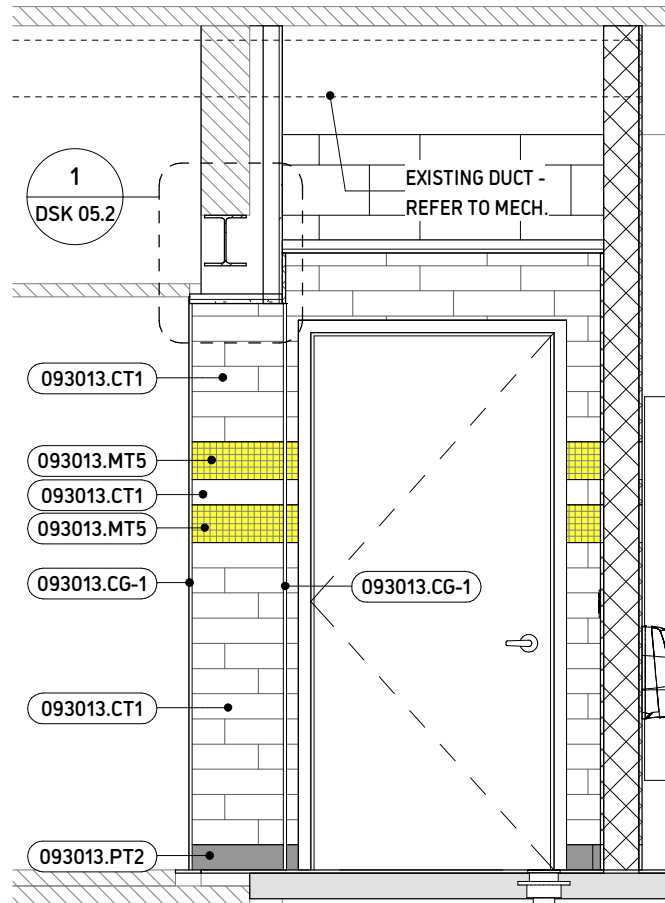 EXISTING DUCT -
REFER TO MECH.
1
DSK 05.2
093013.CT1
093013.MT5
093013.CT1
093013.MT5
093013.CG-1
093013.CG-1
093013.CT1
093013.PT2